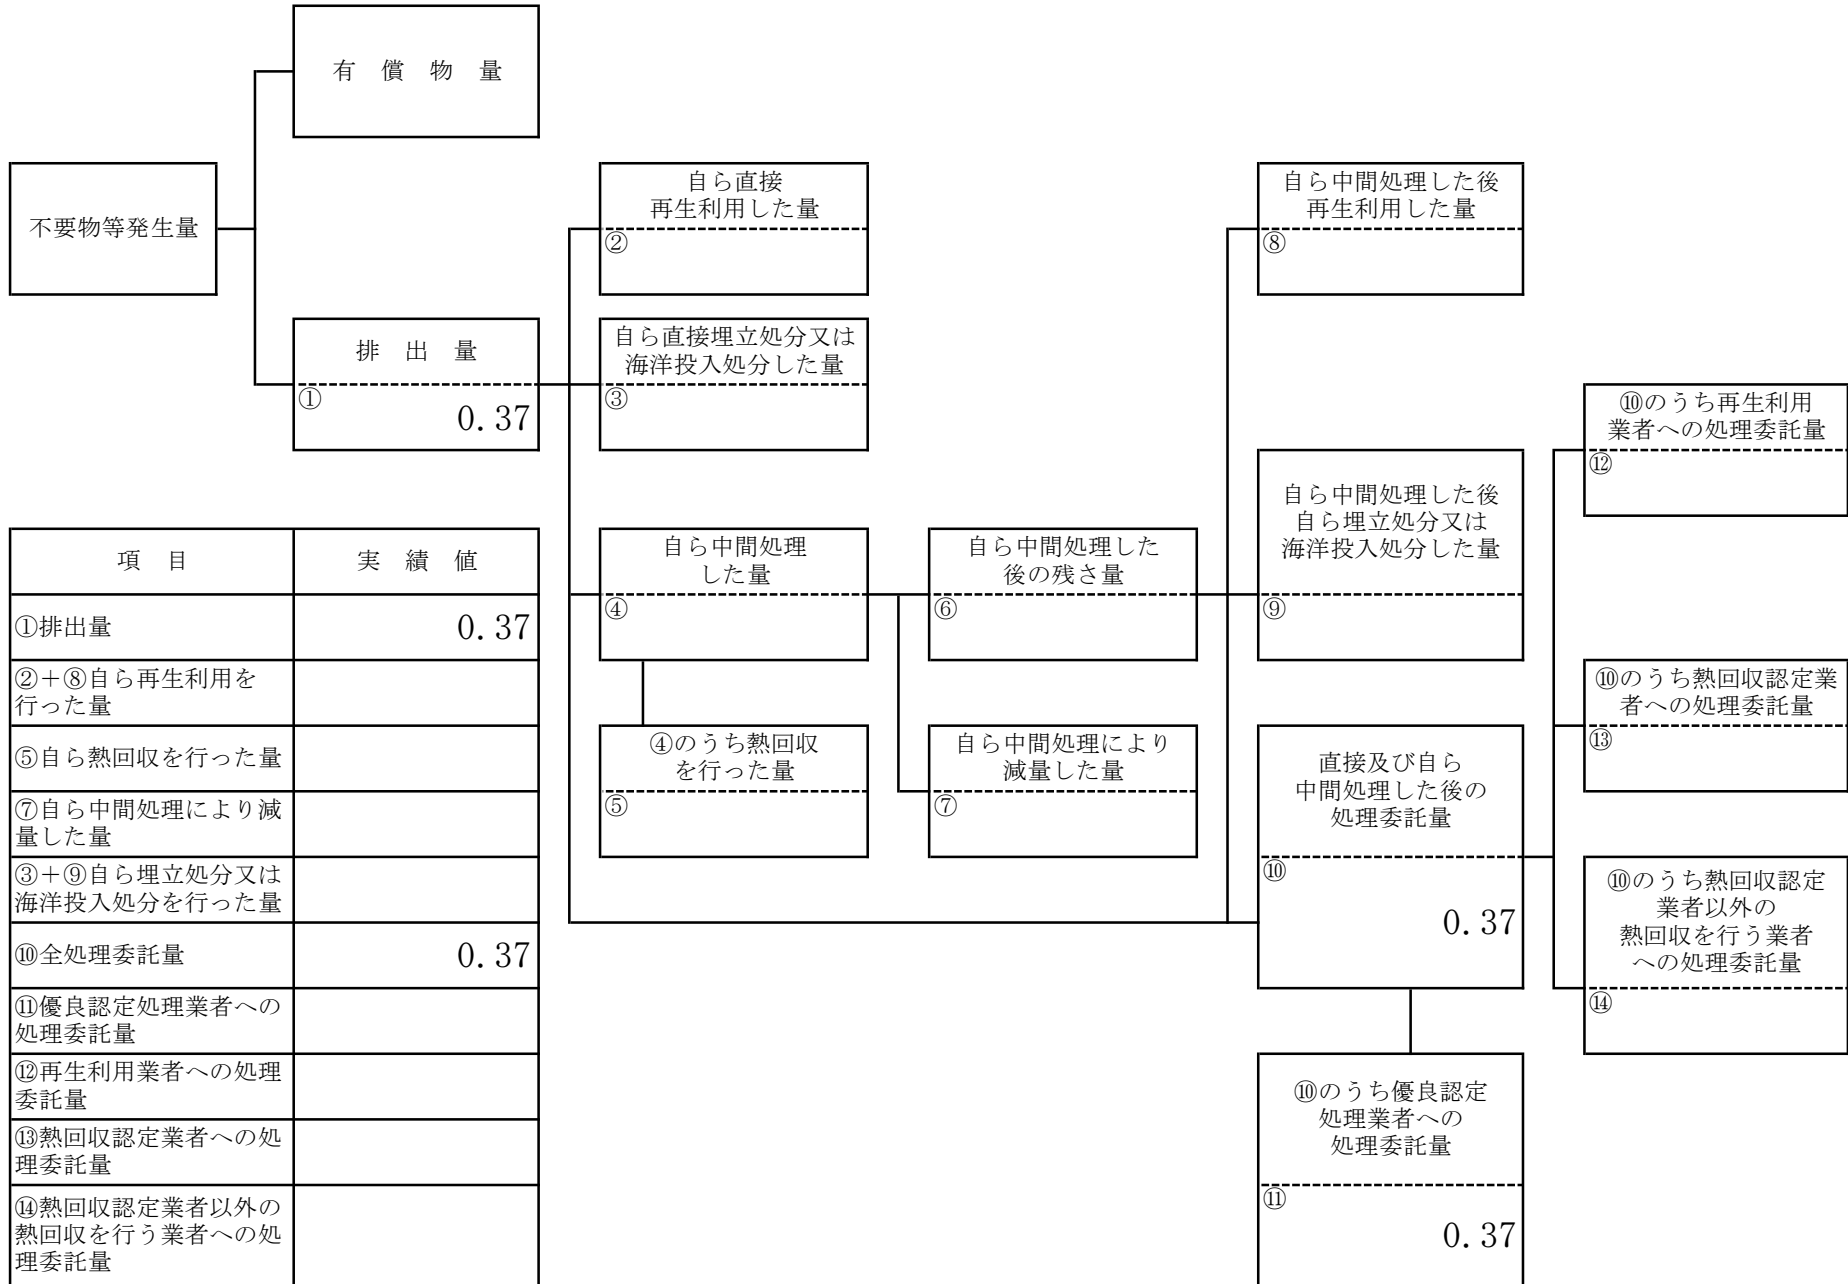 有 償 物 量
不要物等発生量
自ら直接
再生利用した量
②
自ら中間処理した後
再生利用した量
⑧
排 出 量
①
0.37
自ら直接埋立処分又は
海洋投入処分した量
③
⑩のうち再生利用
業者への処理委託量
⑫
自ら中間処理した後
自ら埋立処分又は
海洋投入処分した量
⑨
自ら中間処理
した量
④
自ら中間処理した
後の残さ量
⑥
⑩のうち熱回収認定業
者への処理委託量
⑬
④のうち熱回収
を行った量
⑤
自ら中間処理により
減量した量
⑦
直接及び自ら
中間処理した後の
処理委託量
⑩
0.37
⑩のうち熱回収認定
業者以外の
熱回収を行う業者
への処理委託量
⑭
⑩のうち優良認定
処理業者への
処理委託量
⑪
0.37
項 目 実 績 値
①排出量 0.37
②＋⑧自ら再生利用を
行った量
⑤自ら熱回収を行った量
⑦自ら中間処理により減
量した量
③＋⑨自ら埋立処分又は
海洋投入処分を行った量
⑩全処理委託量 0.37
⑪優良認定処理業者への
処理委託量
⑫再生利用業者への処理
委託量
⑬熱回収認定業者への処
理委託量
⑭熱回収認定業者以外の
熱回収を行う業者への処
理委託量